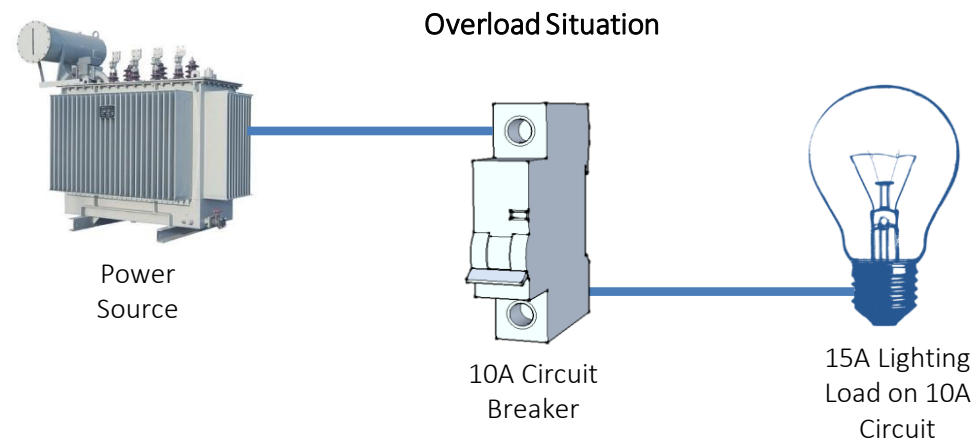 Overload Situation
Power
Source
10A Circuit
Breaker
15A Lighting
Load on 10A
Circuit